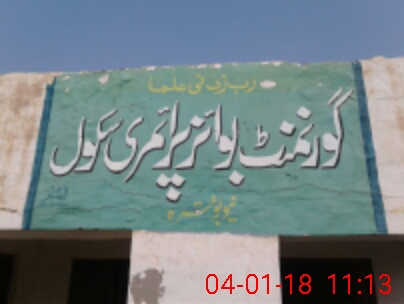 رب زدنی علما
گورنمنٹ بوائز پرائمری سکول
04-01-18 11:13